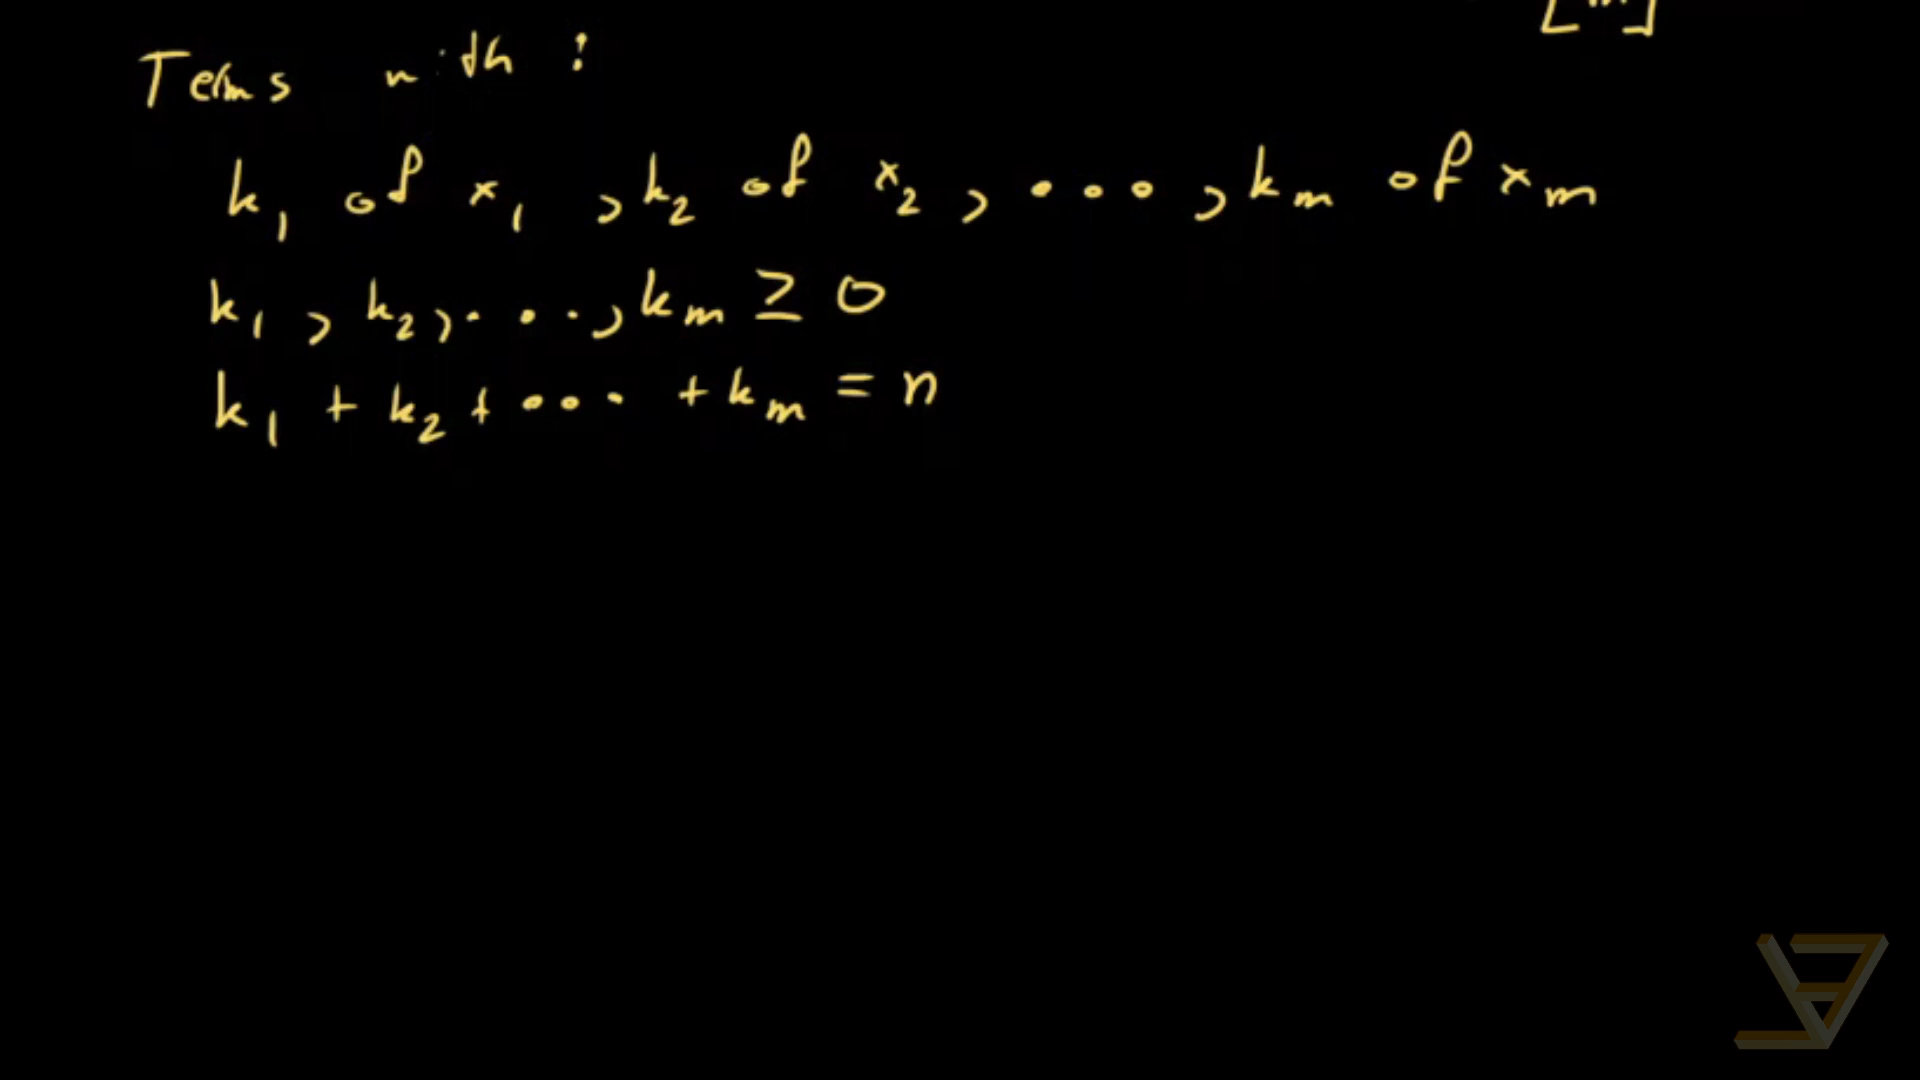 [m]
Terms with :
k₁ of x₁ , k₂ of x₂ , ... , kₘ of xₘ
k₁ , k₂ , ... , kₘ ≥ 0
k₁ + k₂ + ... + kₘ = n